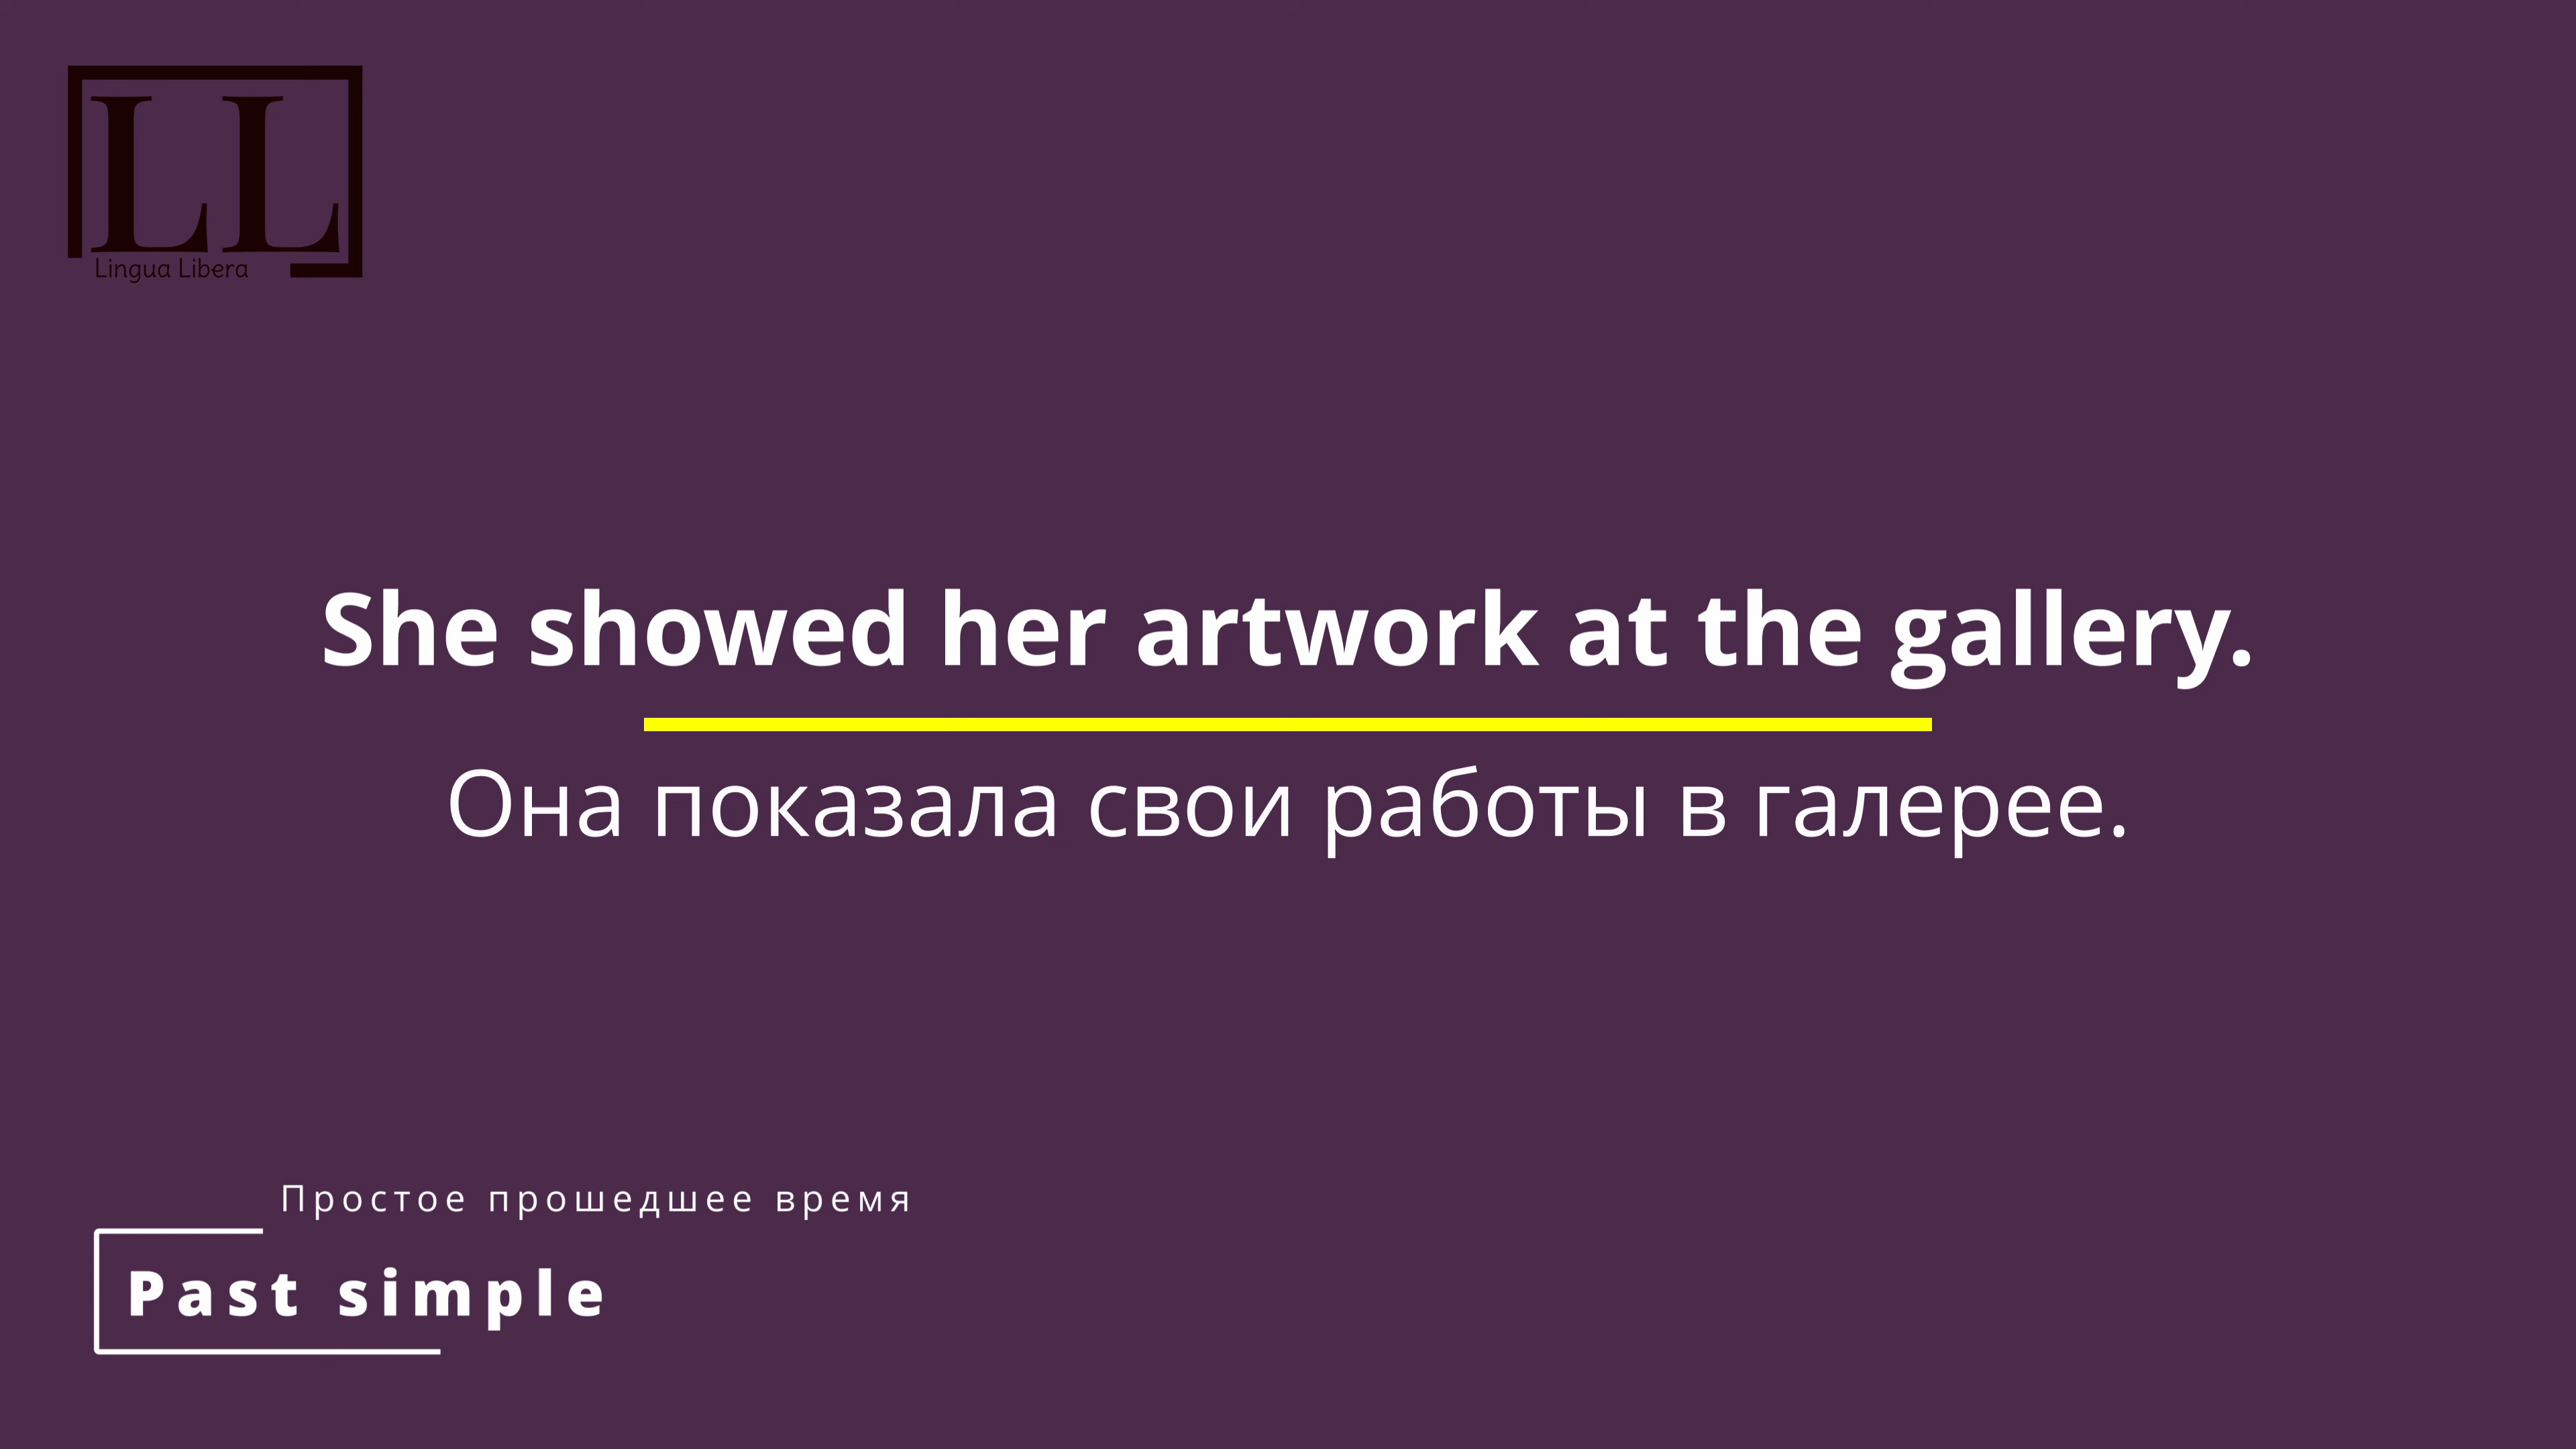 LL
Lingua Libera
She showed her artwork at the gallery.
Она показала свои работы в галерее.
Простое прошедшее время
Past simple